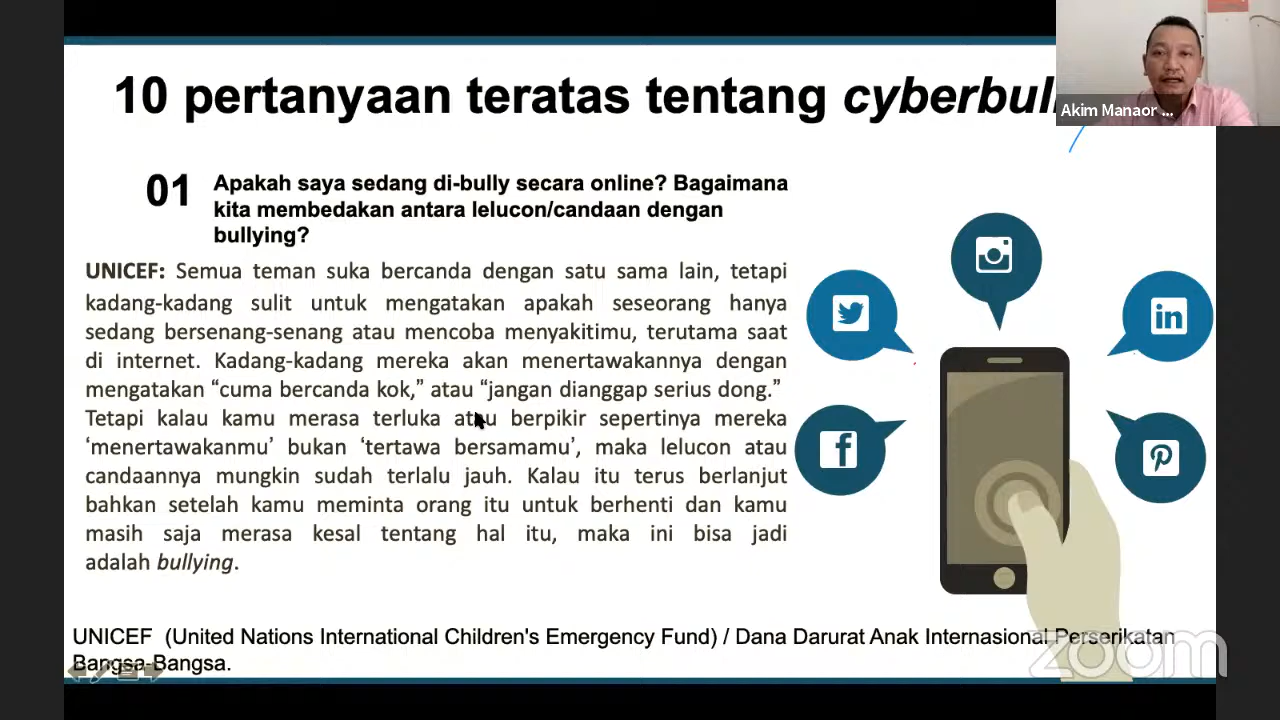 10 pertanyaan teratas tentang cyberbul
Akim Manaor ...
01
Apakah saya sedang di-bully secara online? Bagaimana
kita membedakan antara lelucon/candaan dengan
bullying?
UNICEF: Semua teman suka bercanda dengan satu sama lain, tetapi
kadang-kadang sulit untuk mengatakan apakah seseorang hanya
sedang bersenang-senang atau mencoba menyakitimu, terutama saat
di internet. Kadang-kadang mereka akan menertawakannya dengan
mengatakan “cuma bercanda kok,” atau “jangan dianggap serius dong.”
Tetapi kalau kamu merasa terluka atau berpikir sepertinya mereka
‘menertawakanmu’ bukan ‘tertawa bersamamu’, maka lelucon atau
candaannya mungkin sudah terlalu jauh. Kalau itu terus berlanjut
bahkan setelah kamu meminta orang itu untuk berhenti dan kamu
masih saja merasa kesal tentang hal itu, maka ini bisa jadi
adalah bullying.
UNICEF (United Nations International Children's Emergency Fund) / Dana Darurat Anak Internasional Perserikatan
Bangsa-Bangsa.
zoom